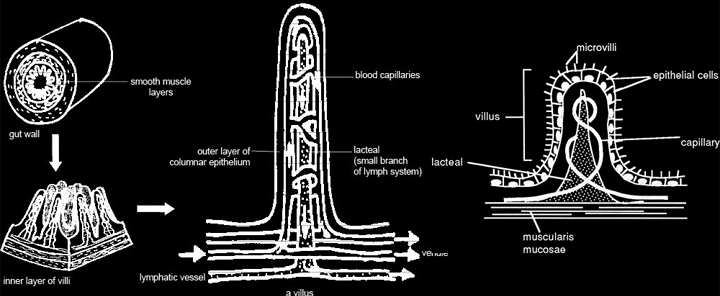 smooth muscle
layers
gut wall
inner layer of villi
blood capillaries
outer layer of
columnar epithelium
lacteal
(small branch
of lymph system)
venule
lymphatic vessel
a villus
microvilli
epithelial cells
villus
capillary
lacteal
muscularis
mucosae